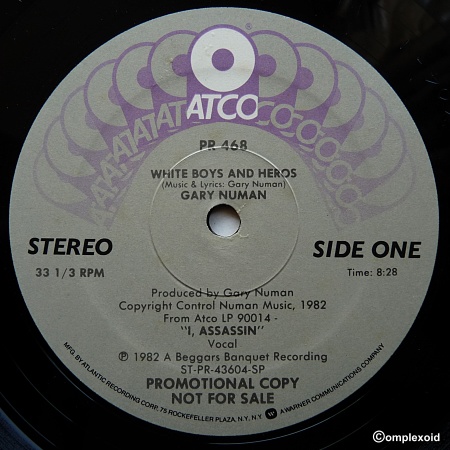 ATCO
PR 468
WHITE BOYS AND HEROS
(Music & Lyrics: Gary Numan)
GARY NUMAN
STEREO
SIDE ONE
33 1/3 RPM
Time: 8:28
Produced by Gary Numan
Copyright Control Numan Music, 1982
From Atco LP 90014 -
"I, ASSASSIN"
Vocal
Ⓟ 1982 A Beggars Banquet Recording
ST-PR-43604-SP
PROMOTIONAL COPY
NOT FOR SALE
MFG. BY ATLANTIC RECORDING CORP., 75 ROCKEFELLER PLAZA, N.Y., N.Y. A WARNER COMMUNICATIONS COMPANY
©omplexoid